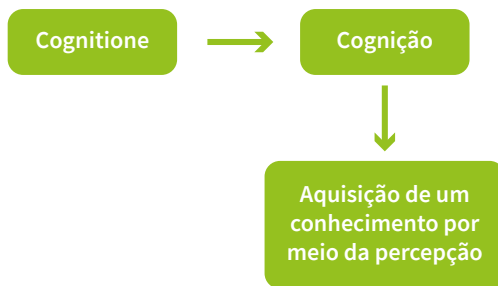 Cognitione
Cognição
Aquisição de um
conhecimento por
meio da percepção